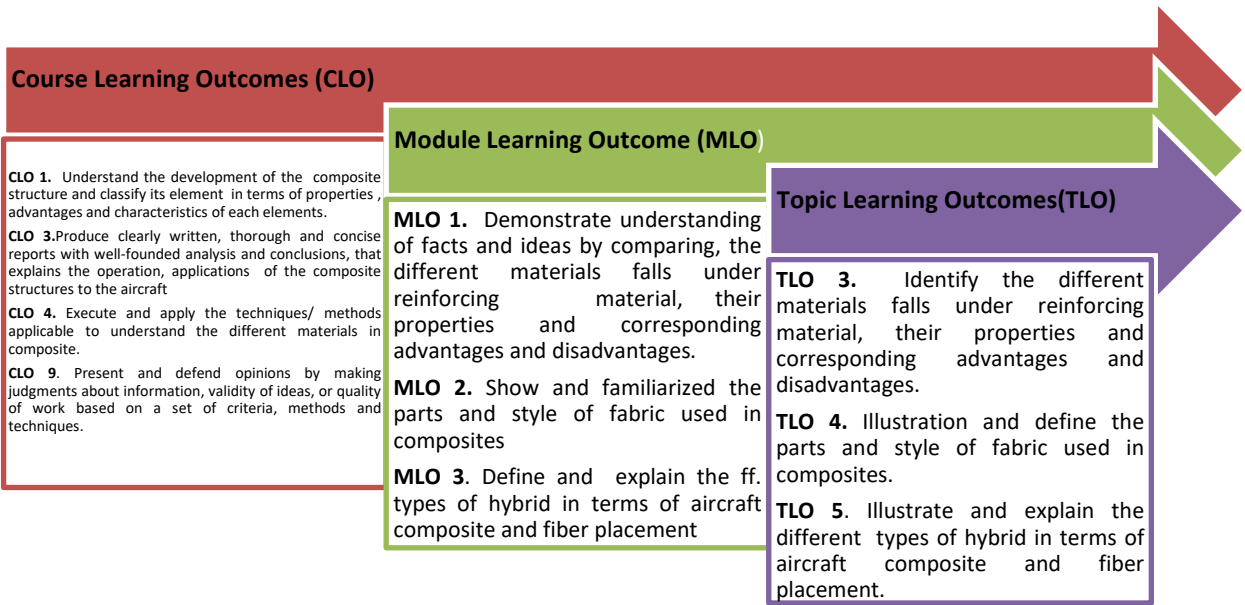 Course Learning Outcomes (CLO)
CLO 1. Understand the development of the composite
structure and classify its element in terms of properties ,
advantages and characteristics of each elements.
CLO 3.Produce clearly written, thorough and concise
reports with well-founded analysis and conclusions, that
explains the operation, applications of the composite
structures to the aircraft
CLO 4. Execute and apply the techniques/ methods
applicable to understand the different materials in
composite.
CLO 9. Present and defend opinions by making
judgments about information, validity of ideas, or quality
of work based on a set of criteria, methods and
techniques.
Module Learning Outcome (MLO)
MLO 1. Demonstrate understanding
of facts and ideas by comparing, the
different materials falls under
reinforcing material, their
properties and corresponding
advantages and disadvantages.
MLO 2. Show and familiarized the
parts and style of fabric used in
composites
MLO 3. Define and explain the ff.
types of hybrid in terms of aircraft
composite and fiber placement
Topic Learning Outcomes(TLO)
TLO 3. Identify the different
materials falls under reinforcing
material, their properties and
corresponding advantages and
disadvantages.
TLO 4. Illustration and define the
parts and style of fabric used in
composites.
TLO 5. Illustrate and explain the
different types of hybrid in terms of
aircraft composite and fiber
placement.